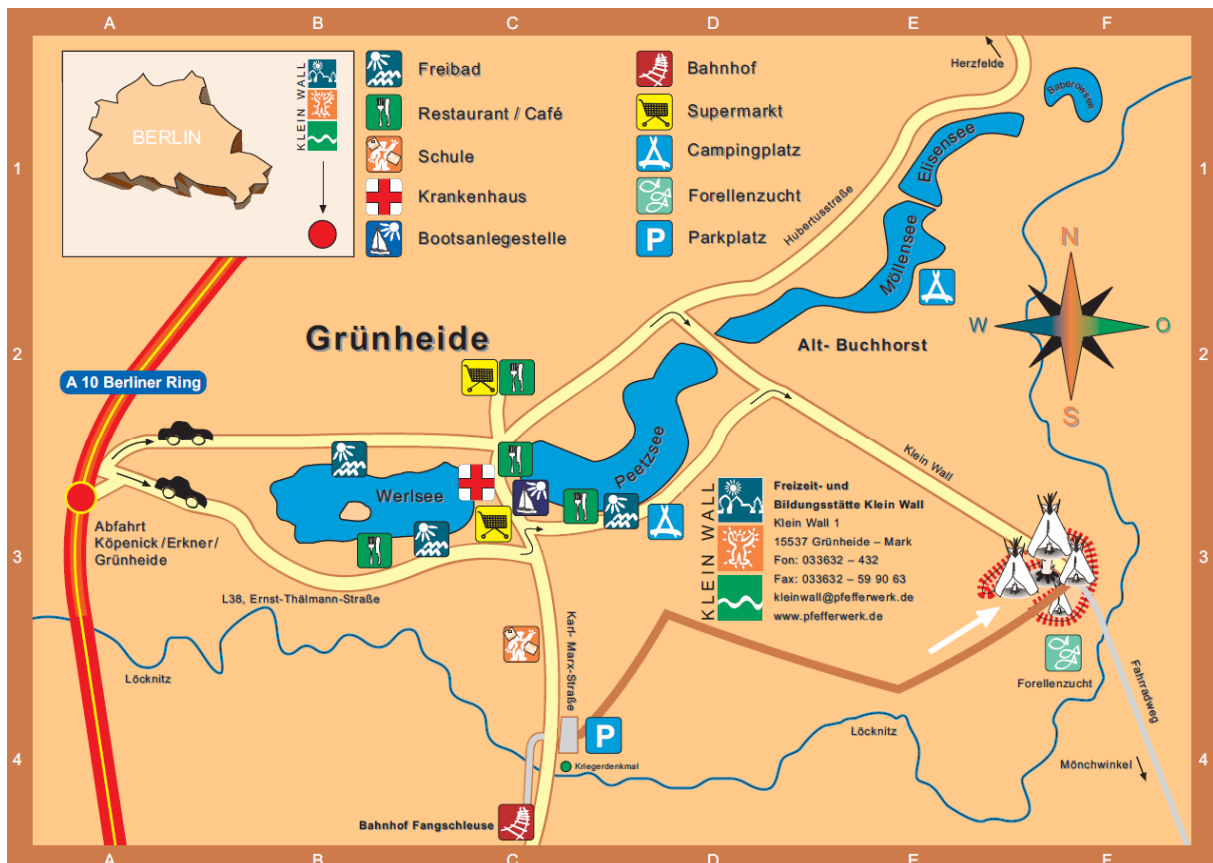 A B C D E F
1
2
3
4
BERLIN
KLEIN WALL
Freibad
Restaurant / Café
Schule
Krankenhaus
Bootsanlegestelle
Bahnhof
Supermarkt
Campingplatz
Forellenzucht
P Parkplatz
Herzfelde
Baberowsee
Elisensee
Hubertusstraße
Möllensee
N
W
O
S
Grünheide
Alt- Buchhorst
A 10 Berliner Ring
Peetzsee
Werlsee
Klein Wall
Abfahrt
Köpenick/Erkner/
Grünheide
L38, Ernst-Thälmann-Straße
KLEIN WALL
Freizeit- und
Bildungsstätte Klein Wall
Klein Wall 1
15537 Grünheide – Mark
Fon: 033632 – 432
Fax: 033632 – 59 90 63
kleinwall@pfefferwerk.de
www.pfefferwerk.de
Karl- Marx-Straße
Löcknitz
Forellenzucht
Fahrradweg
P
Löcknitz
Kriegerdenkmal
Mönchwinkel
Bahnhof Fangschleuse
1
2
3
4
A B C D E F